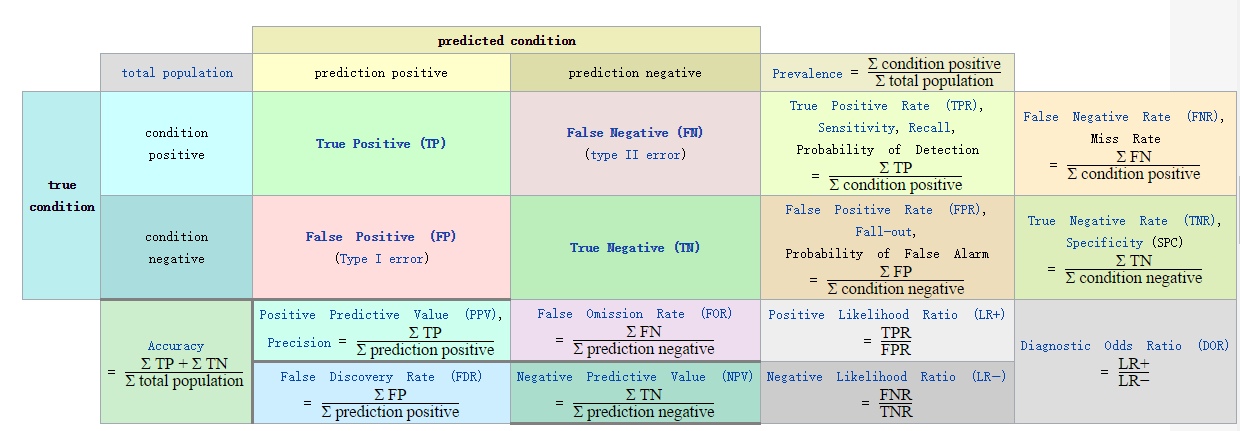 predicted condition
total population
prediction positive
prediction negative
Prevalence = Σ condition positive / Σ total population
true
condition
condition
positive
True Positive (TP)
False Negative (FN)
(type II error)
True Positive Rate (TPR),
Sensitivity, Recall,
Probability of Detection
= Σ TP / Σ condition positive
False Negative Rate (FNR),
Miss Rate
= Σ FN / Σ condition positive
condition
negative
False Positive (FP)
(Type I error)
True Negative (TN)
False Positive Rate (FPR),
Fall-out,
Probability of False Alarm
= Σ FP / Σ condition negative
True Negative Rate (TNR),
Specificity (SPC)
= Σ TN / Σ condition negative
Accuracy
= Σ TP + Σ TN / Σ total population
Positive Predictive Value (PPV),
Precision = Σ TP / Σ prediction positive
False Omission Rate (FOR)
= Σ FN / Σ prediction negative
Positive Likelihood Ratio (LR+)
= TPR / FPR
Diagnostic Odds Ratio (DOR)
= LR+ / LR−
False Discovery Rate (FDR)
= Σ FP / Σ prediction positive
Negative Predictive Value (NPV)
= Σ TN / Σ prediction negative
Negative Likelihood Ratio (LR−)
= FNR / TNR